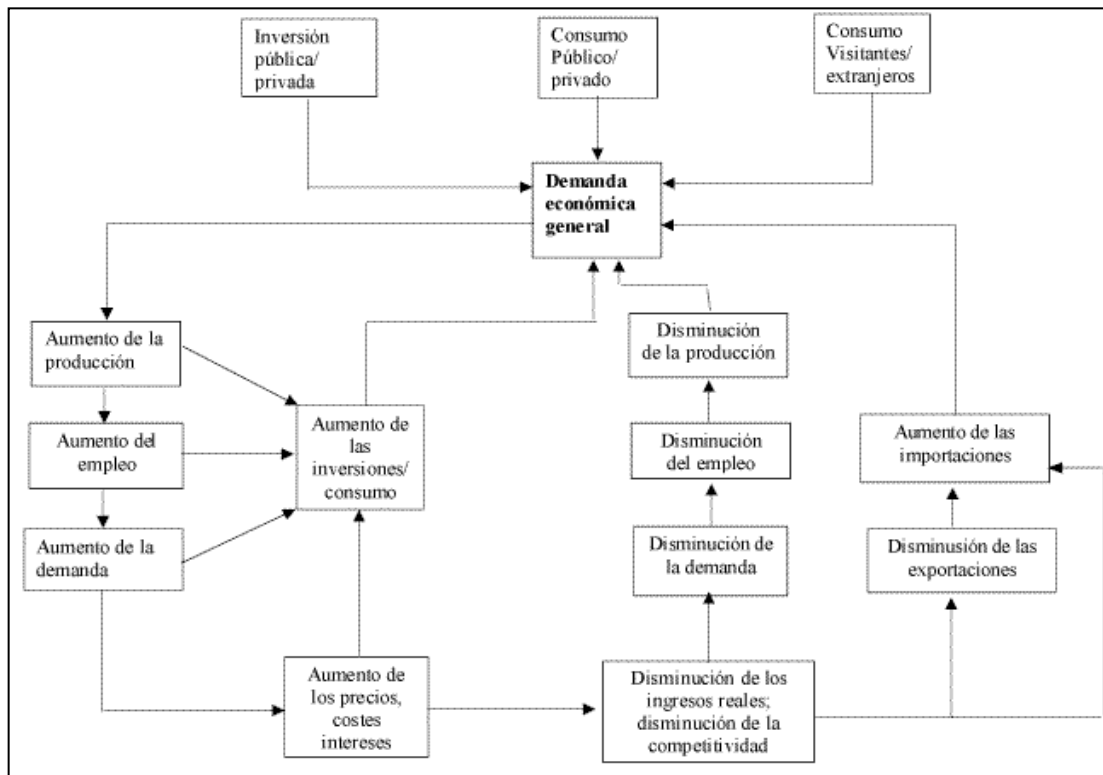 Inversión
pública/
privada
Consumo
Público/
privado
Consumo
Visitantes/
extranjeros
Demanda
económica
general
Aumento de la
producción
Aumento del
empleo
Aumento de la
demanda
Aumento de
las
inversiones/
consumo
Aumento de
los precios,
costes
intereses
Disminución
de la producción
Disminución
del empleo
Disminución de
la demanda
Disminución de los
ingresos reales;
disminución de la
competitividad
Aumento de las
importaciones
Disminusión de las
exportaciones